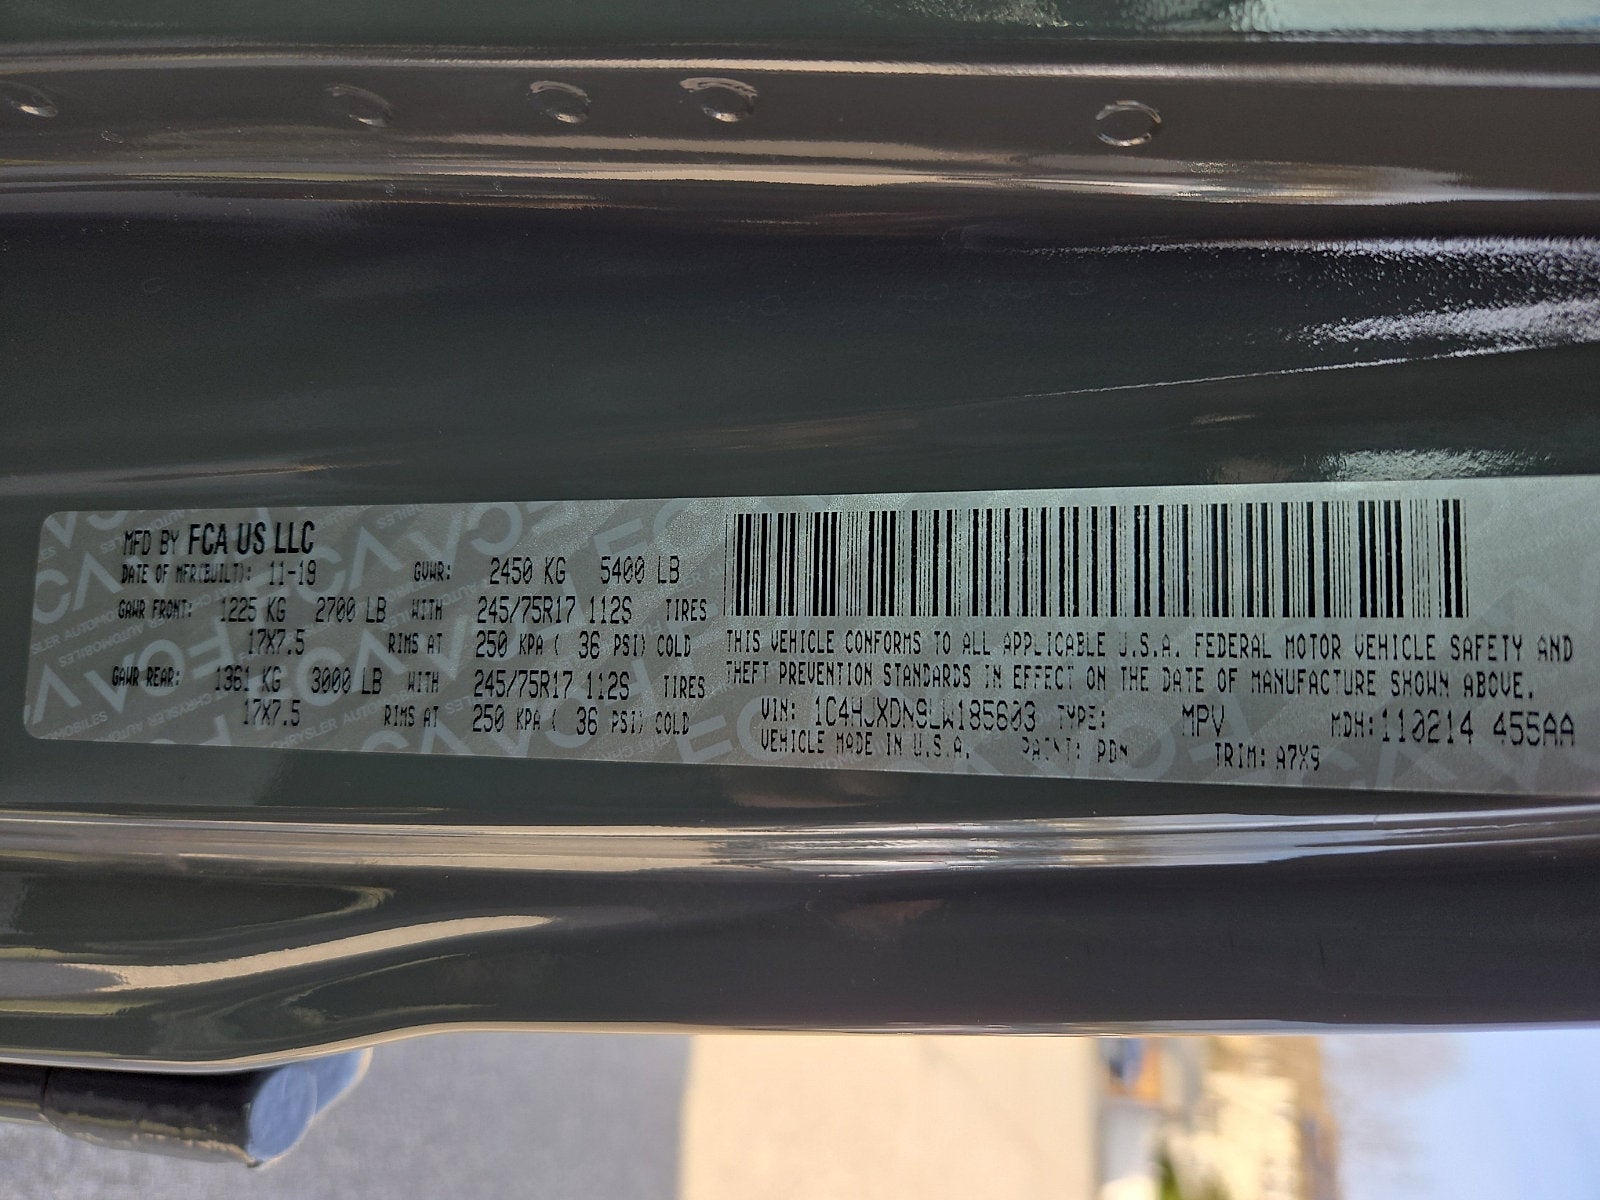 MFD BY FCA US LLC
DATE OF MFR(BUILT): 11-19 GVWR: 2450 KG 5400 LB
GAWR FRONT: 1225 KG 2700 LB WITH 245/75R17 112S TIRES
17X7.5 RIMS AT 250 KPA ( 36 PSI) COLD
GAWR REAR: 1361 KG 3000 LB WITH 245/75R17 112S TIRES
17X7.5 RIMS AT 250 KPA ( 36 PSI) COLD
THIS VEHICLE CONFORMS TO ALL APPLICABLE U.S.A. FEDERAL MOTOR VEHICLE SAFETY AND
THEFT PREVENTION STANDARDS IN EFFECT ON THE DATE OF MANUFACTURE SHOWN ABOVE.
VIN: 1C4HJXDN9LW185603 TYPE: MPV MDH: 110214 455AA
VEHICLE MADE IN U.S.A. PAINT: PDN TRIM: A7X9